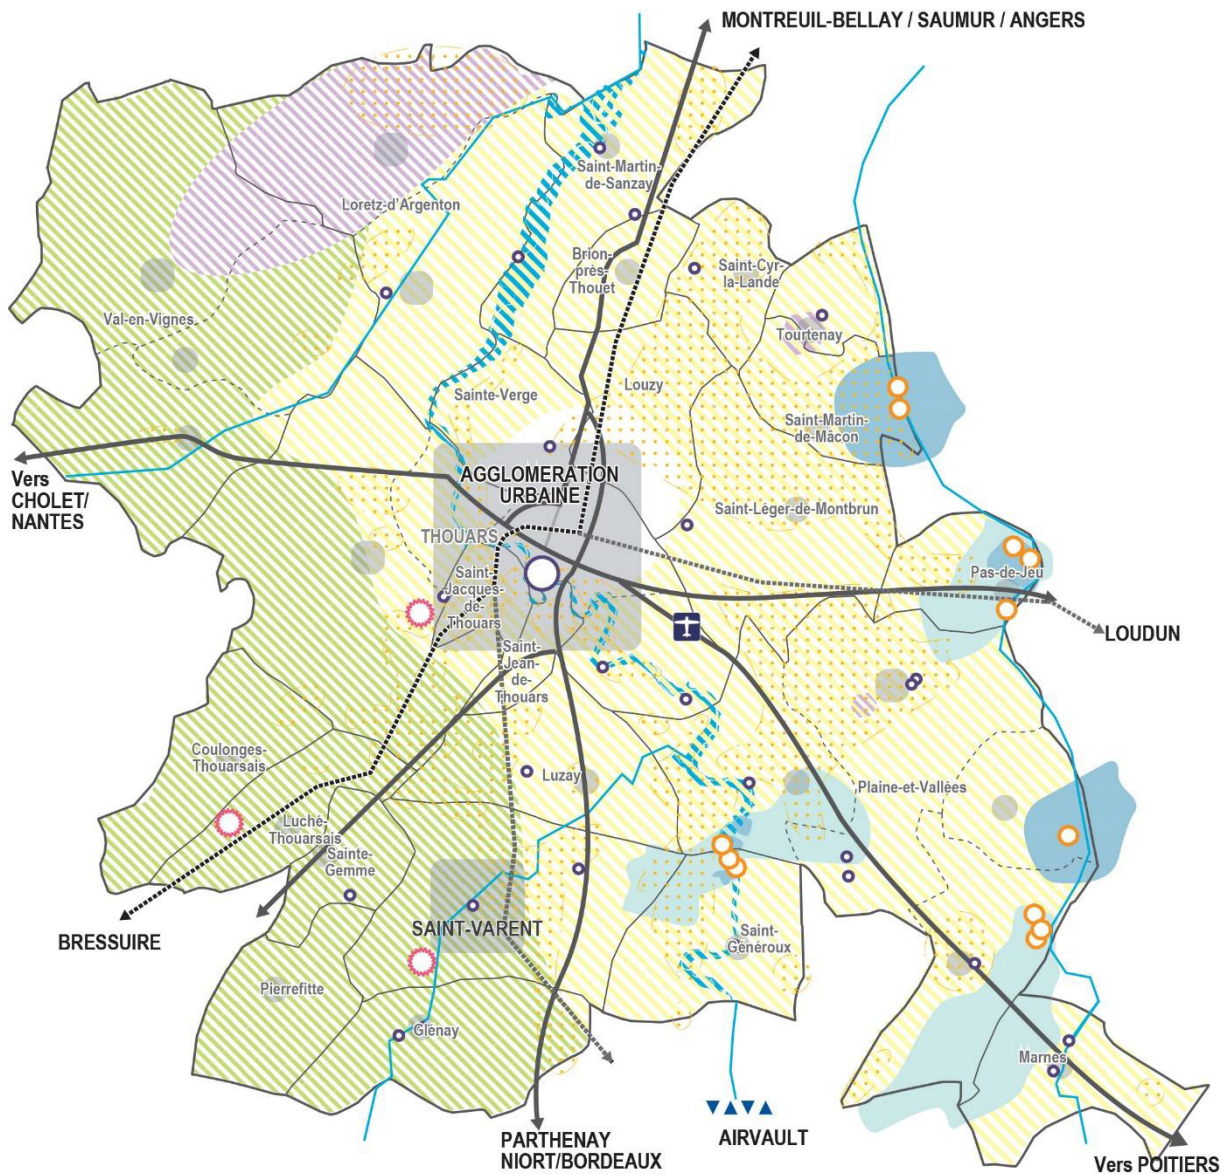 MONTREUIL-BELLAY / SAUMUR / ANGERS
Saint-Martin-
de-Sanzay
Loretz-d'Argenton
Brion-
près-
Thouet
Saint-Cyr-
la-Lande
Val-en-Vignes
Tourtenay
Sainte-Verge
Louzy
Saint-Martin-
de-Mâcon
Vers
CHOLET/
NANTES
AGGLOMERATION
URBAINE
Saint-Léger-de-Montbrun
THOUARS
Pas-de-Jeu
Saint-
Jacques-
de-
Thouars
LOUDUN
Saint-
Jean-
de-
Thouars
Coulonges-
Thouarsais
Luzay
Plaine-et-Vallées
Luché-
Thouarsais
Sainte-
Gemme
BRESSUIRE
SAINT-VARENT
Saint-
Généroux
Pierrefitte
Glénay
Marnes
PARTHENAY
NIORT/BORDEAUX
AIRVAULT
Vers POITIERS